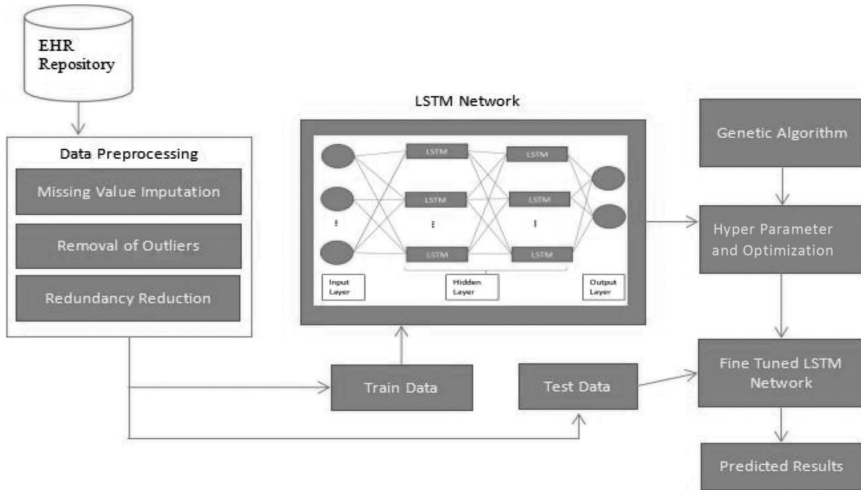 EHR
Repository
Data Preprocessing
Missing Value Imputation
Removal of Outliers
Redundancy Reduction
LSTM Network
LSTM
LSTM
LSTM
LSTM
LSTM
LSTM
Input
Layer
Hidden
Layer
Output
Layer
Train Data
Test Data
Genetic Algorithm
Hyper Parameter
and Optimization
Fine Tuned LSTM
Network
Predicted Results